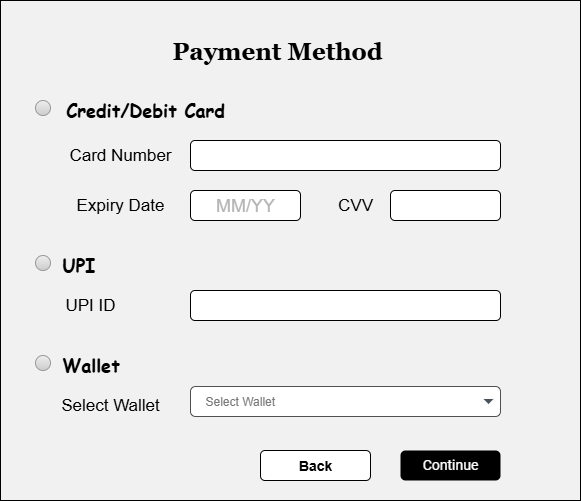 Payment Method
Credit/Debit Card
Card Number
Expiry Date MM/YY CVV
UPI
UPI ID
Wallet
Select Wallet Select Wallet
Back Continue